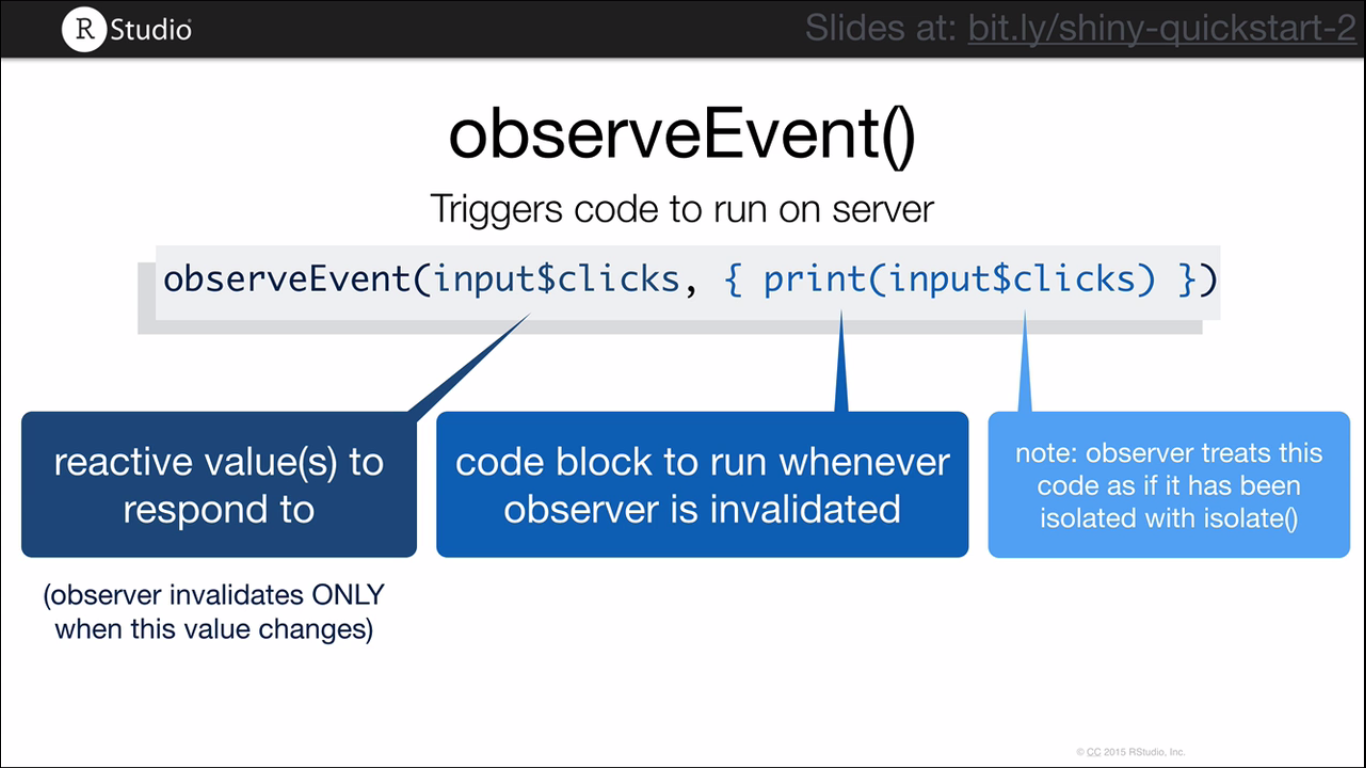 R Studio
Slides at: bit.ly/shiny-quickstart-2
observeEvent()
Triggers code to run on server
observeEvent(input$clicks, { print(input$clicks) })
reactive value(s) to
respond to
code block to run whenever
observer is invalidated
note: observer treats this
code as if it has been
isolated with isolate()
(observer invalidates ONLY
when this value changes)
© CC 2015 RStudio, Inc.